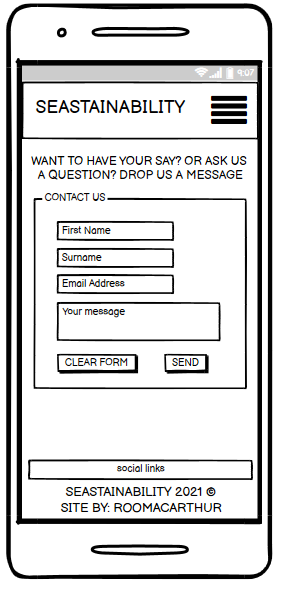 9:07
SEASTAINABILITY
WANT TO HAVE YOUR SAY? OR ASK US
A QUESTION? DROP US A MESSAGE
CONTACT US
First Name
Surname
Email Address
Your message
CLEAR FORM SEND
social links
SEASTAINABILITY 2021 ©
SITE BY: ROOMACARTHUR